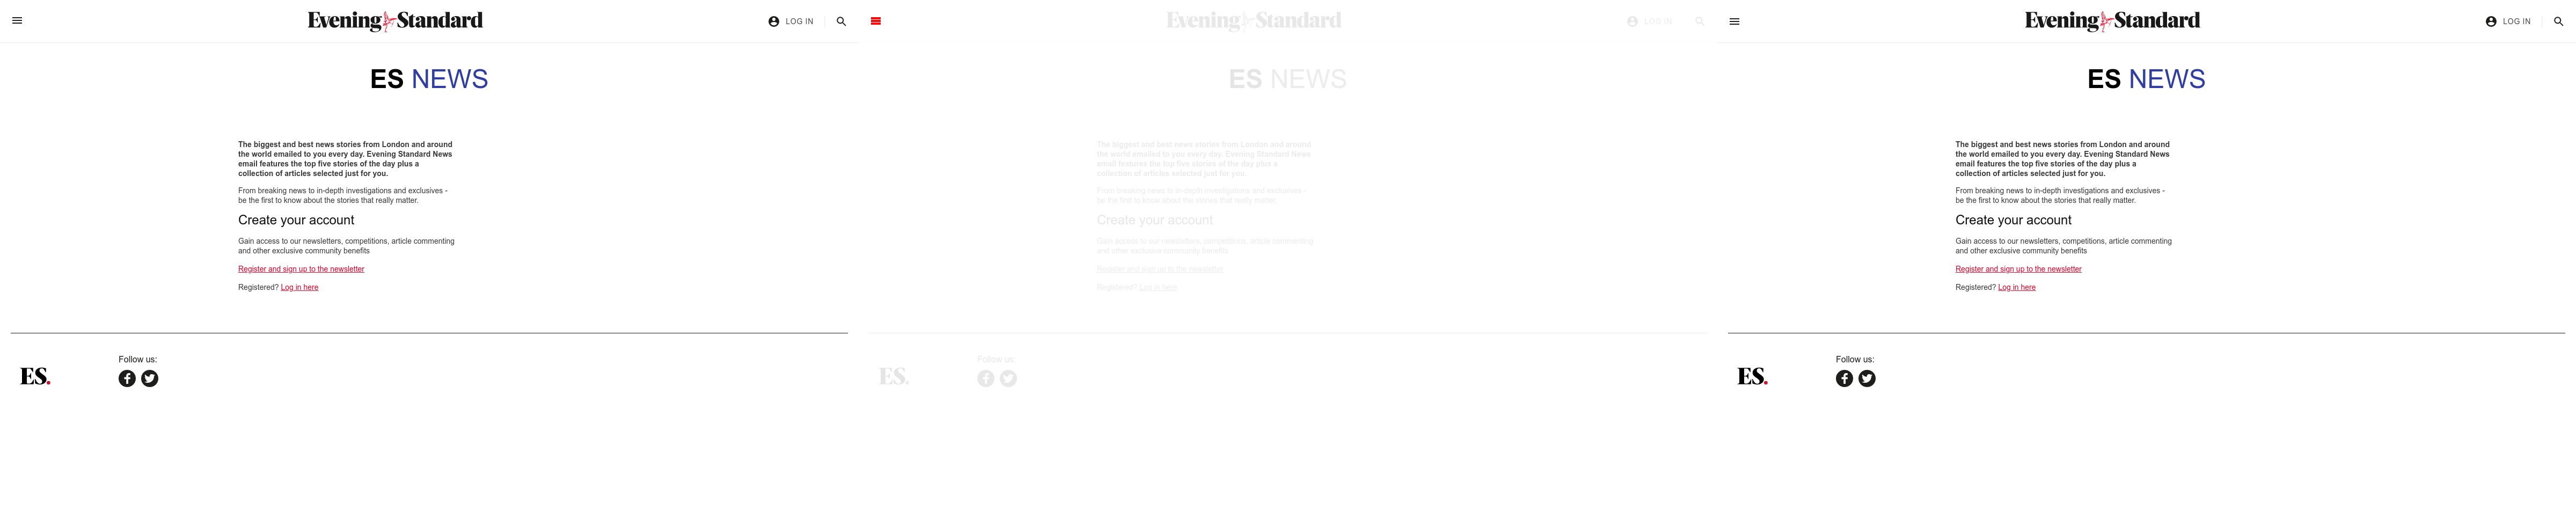 Evening Standard
LOG IN
ES NEWS
The biggest and best news stories from London and around
the world emailed to you every day. Evening Standard News
email features the top five stories of the day plus a
collection of articles selected just for you.
From breaking news to in-depth investigations and exclusives -
be the first to know about the stories that really matter.
Create your account
Gain access to our newsletters, competitions, article commenting
and other exclusive community benefits
Register and sign up to the newsletter
Registered? Log in here
Follow us:
ES.
Evening Standard
LOG IN
ES NEWS
The biggest and best news stories from London and around
the world emailed to you every day. Evening Standard News
email features the top five stories of the day plus a
collection of articles selected just for you.
From breaking news to in-depth investigations and exclusives -
be the first to know about the stories that really matter.
Create your account
Gain access to our newsletters, competitions, article commenting
and other exclusive community benefits
Register and sign up to the newsletter
Registered? Log in here
Follow us:
ES.
Evening Standard
LOG IN
ES NEWS
The biggest and best news stories from London and around
the world emailed to you every day. Evening Standard News
email features the top five stories of the day plus a
collection of articles selected just for you.
From breaking news to in-depth investigations and exclusives -
be the first to know about the stories that really matter.
Create your account
Gain access to our newsletters, competitions, article commenting
and other exclusive community benefits
Register and sign up to the newsletter
Registered? Log in here
Follow us:
ES.